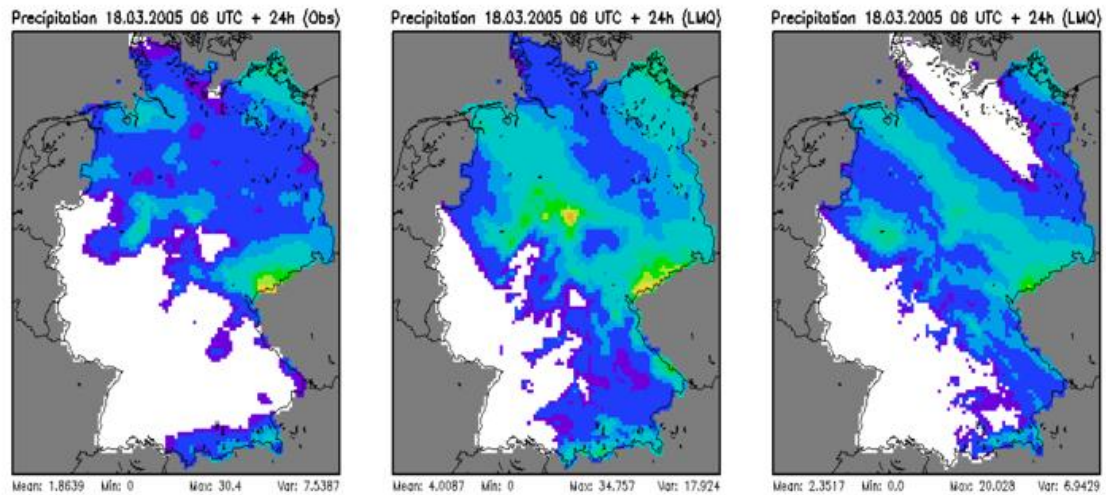 Precipitation 18.03.2005 06 UTC + 24h (Obs)
Precipitation 18.03.2005 06 UTC + 24h (LMQ)
Precipitation 18.03.2005 06 UTC + 24h (LMQ)
Mean: 1.8639 Min: 0 Max: 30.4 Var: 7.5387
Mean: 4.0087 Min: 0 Max: 34.757 Var: 17.924
Mean: 2.3517 Min: 0.0 Max: 20.028 Var: 6.9429